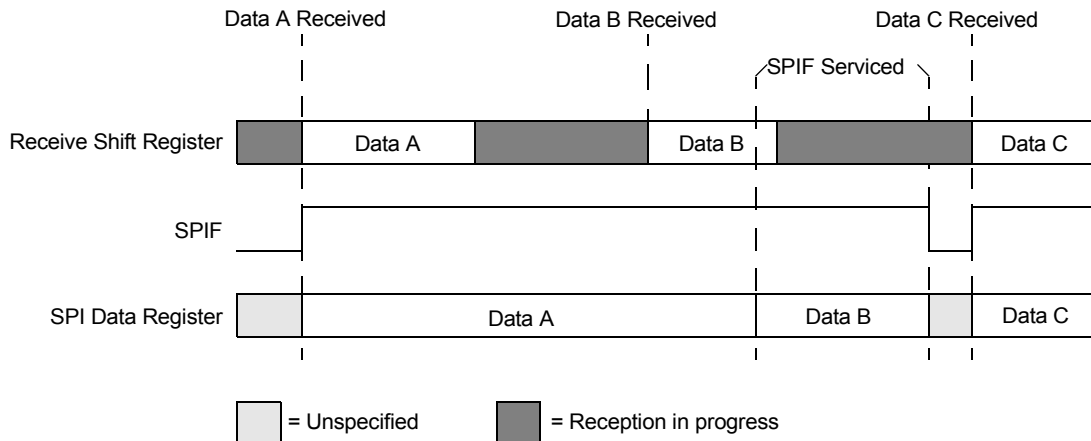 Data A Received Data B Received Data C Received
SPIF Serviced
Receive Shift Register Data A Data B Data C
SPIF
SPI Data Register Data A Data B Data C
= Unspecified = Reception in progress